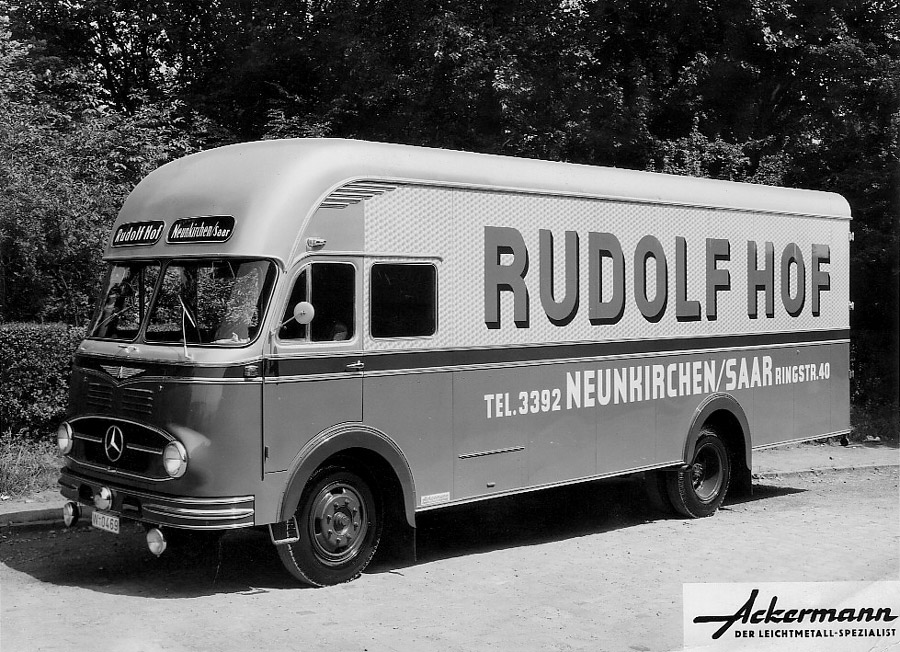 Rudolf Hof
Neunkirchen/Saar
RUDOLF HOF
TEL. 3392 NEUNKIRCHEN/SAAR RINGSTR. 40
Ackermann
DER LEICHTMETALL-SPEZIALIST